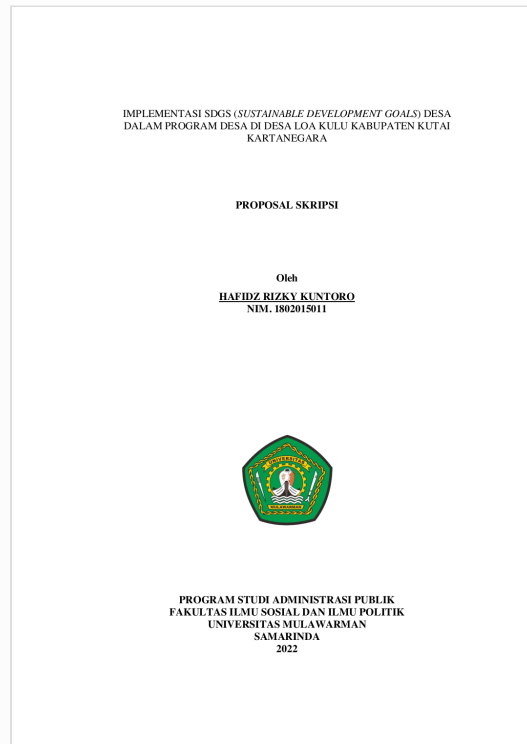 IMPLEMENTASI SDGS (SUSTAINABLE DEVELOPMENT GOALS) DESA
DALAM PROGRAM DESA DI DESA LOA KULU KABUPATEN KUTAI
KARTANEGARA
PROPOSAL SKRIPSI
Oleh
HAFIDZ RIZKY KUNTORO
NIM. 1802015011
UNIVERSITAS
MULAWARMAN
PROGRAM STUDI ADMINISTRASI PUBLIK
FAKULTAS ILMU SOSIAL DAN ILMU POLITIK
UNIVERSITAS MULAWARMAN
SAMARINDA
2022